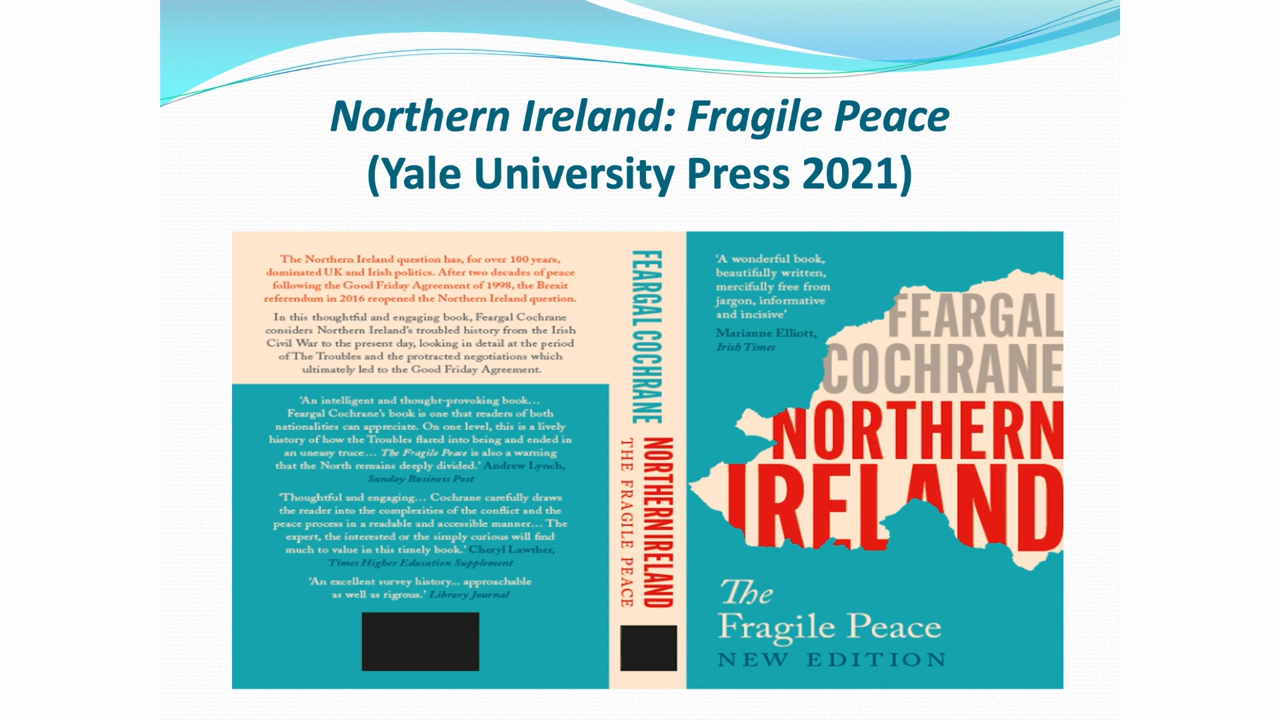 Northern Ireland: Fragile Peace
(Yale University Press 2021)
The Northern Ireland question has, for over 100 years,
dominated UK and Irish politics. After two decades of peace
following the Good Friday Agreement of 1998, the Brexit
referendum in 2016 reopened the Northern Ireland question.
In this thoughtful and engaging book, Feargal Cochrane
considers Northern Ireland's troubled history from the Irish
Civil War to the present day, looking in detail at the period
of The Troubles and the protracted negotiations which
ultimately led to the Good Friday Agreement.
'An intelligent and thought-provoking book…
Feargal Cochrane's book is one that readers of both
nationalities can appreciate. On one level, this is a lively
history of how the Troubles flared into being and ended in
an uneasy truce… The Fragile Peace is also a warning
that the North remains deeply divided.' Andrew Lynch,
Sunday Business Post
'Thoughtful and engaging… Cochrane carefully draws
the reader into the complexities of the conflict and the
peace process in a readable and accessible manner… The
expert, the interested or the simply curious will find
much to value in this timely book.' Cheryl Lawther,
Times Higher Education Supplement
'An excellent survey history... approachable
as well as rigrous.' Library Journal
FEARGAL COCHRANE
NORTHERN IRELAND
THE FRAGILE PEACE
'A wonderful book,
beautifully written,
mercifully free from
jargon, informative
and incisive'
Marianne Elliott,
Irish Times
FEARGAL
COCHRANE
NORTHERN
IRELAND
The
Fragile Peace
NEW EDITION